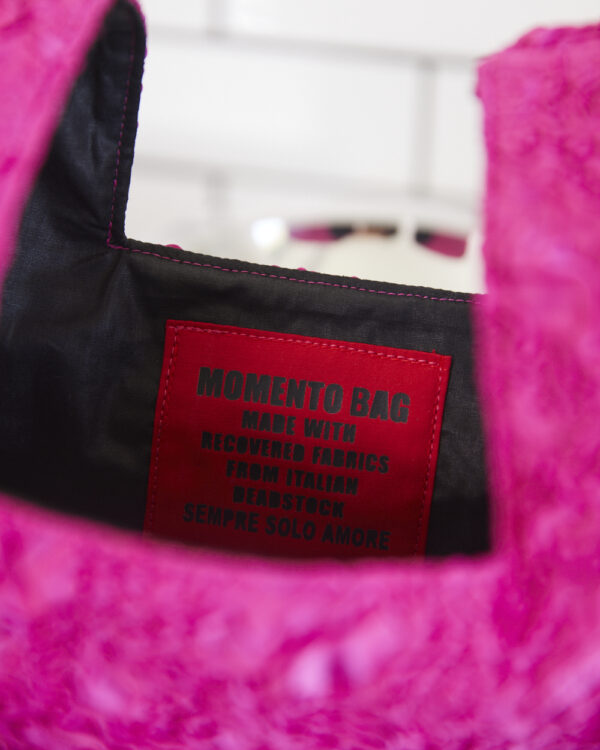 MOMENTO BAG
MADE WITH
RECOVERED FABRICS
FROM ITALIAN
DEADSTOCK
SEMPRE SOLO AMORE